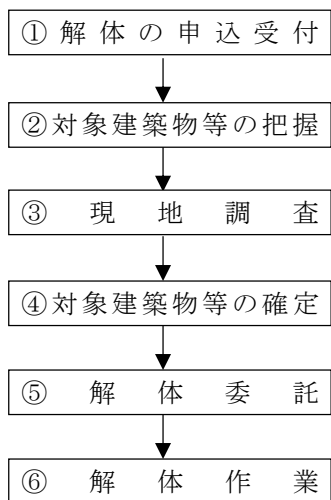 ①解体の申込受付
②対象建築物等の把握
③現地調査
④対象建築物等の確定
⑤解体委託
⑥解体作業